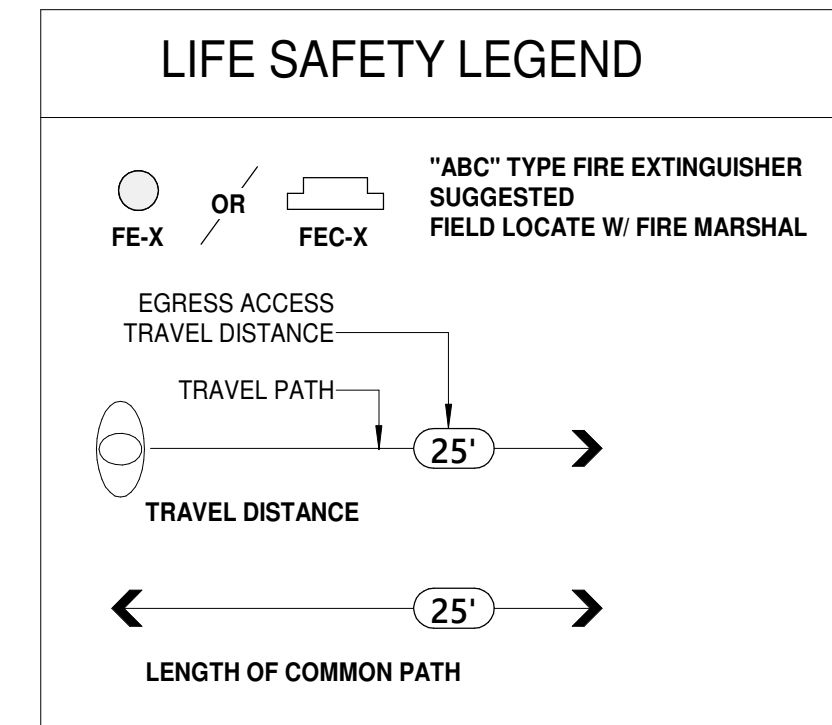 LIFE SAFETY LEGEND
OR
FE-X
FEC-X
"ABC" TYPE FIRE EXTINGUISHER
SUGGESTED
FIELD LOCATE W/ FIRE MARSHAL
EGRESS ACCESS
TRAVEL DISTANCE
TRAVEL PATH
25'
TRAVEL DISTANCE
25'
LENGTH OF COMMON PATH